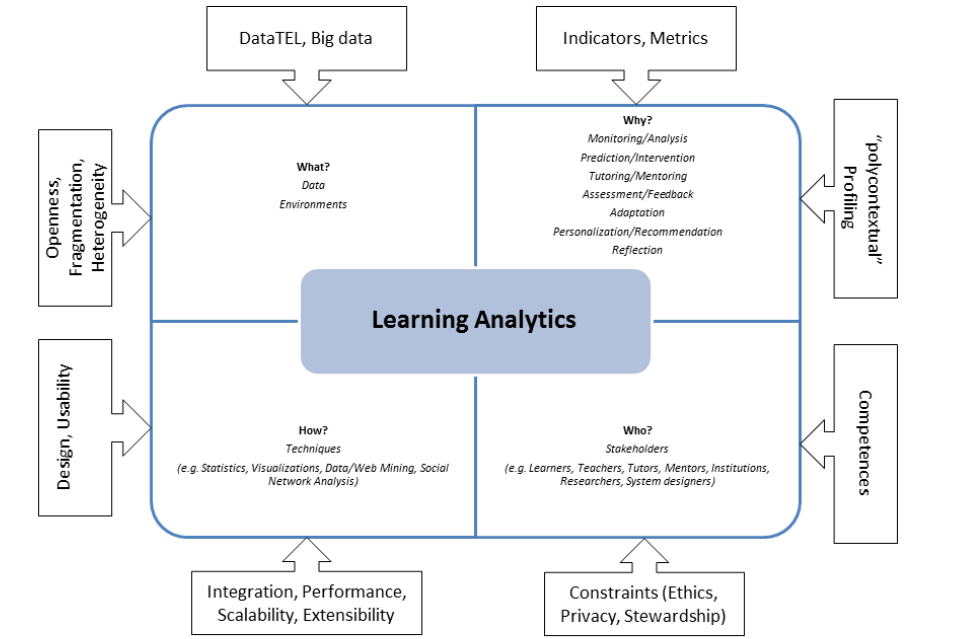 DataTEL, Big data
Indicators, Metrics
Openness,
Fragmentation,
Heterogeneity
What?
Data
Environments
Why?
Monitoring/Analysis
Prediction/Intervention
Tutoring/Mentoring
Assessment/Feedback
Adaptation
Personalization/Recommendation
Reflection
“polycontextual”
Profiling
Learning Analytics
Design, Usability
How?
Techniques
(e.g. Statistics, Visualizations, Data/Web Mining, Social
Network Analysis)
Who?
Stakeholders
(e.g. Learners, Teachers, Tutors, Mentors, Institutions,
Researchers, System designers)
Competences
Integration, Performance,
Scalability, Extensibility
Constraints (Ethics,
Privacy, Stewardship)